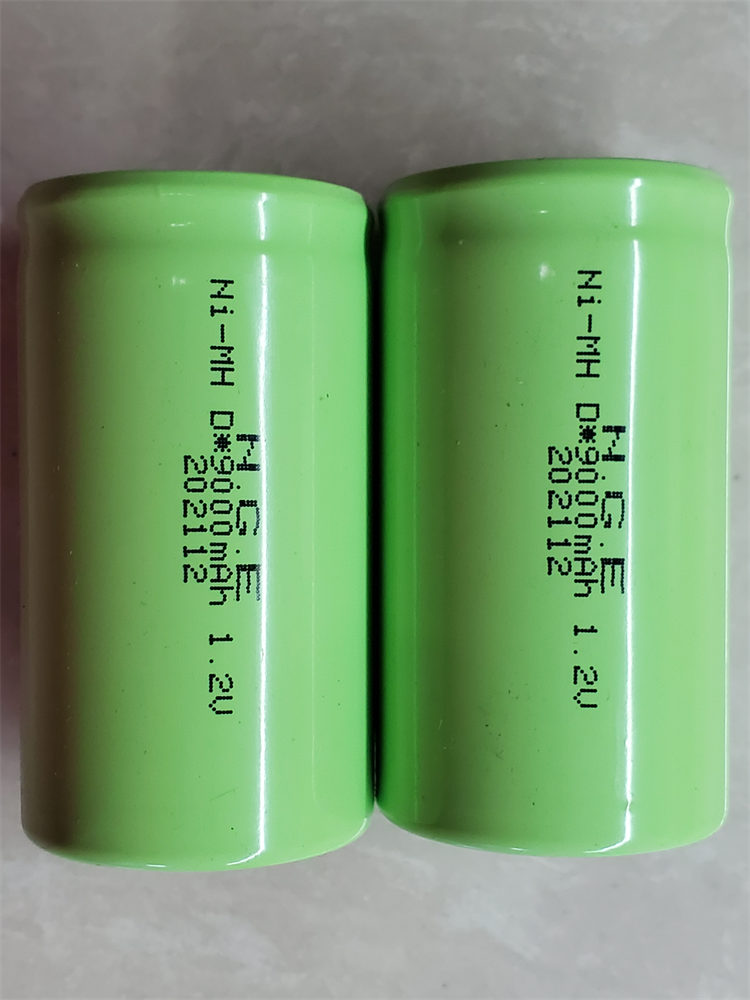 N.G.E
Ni-MH D*9000mAh 1.2V
202112
N.G.E
Ni-MH D*9000mAh 1.2V
202112